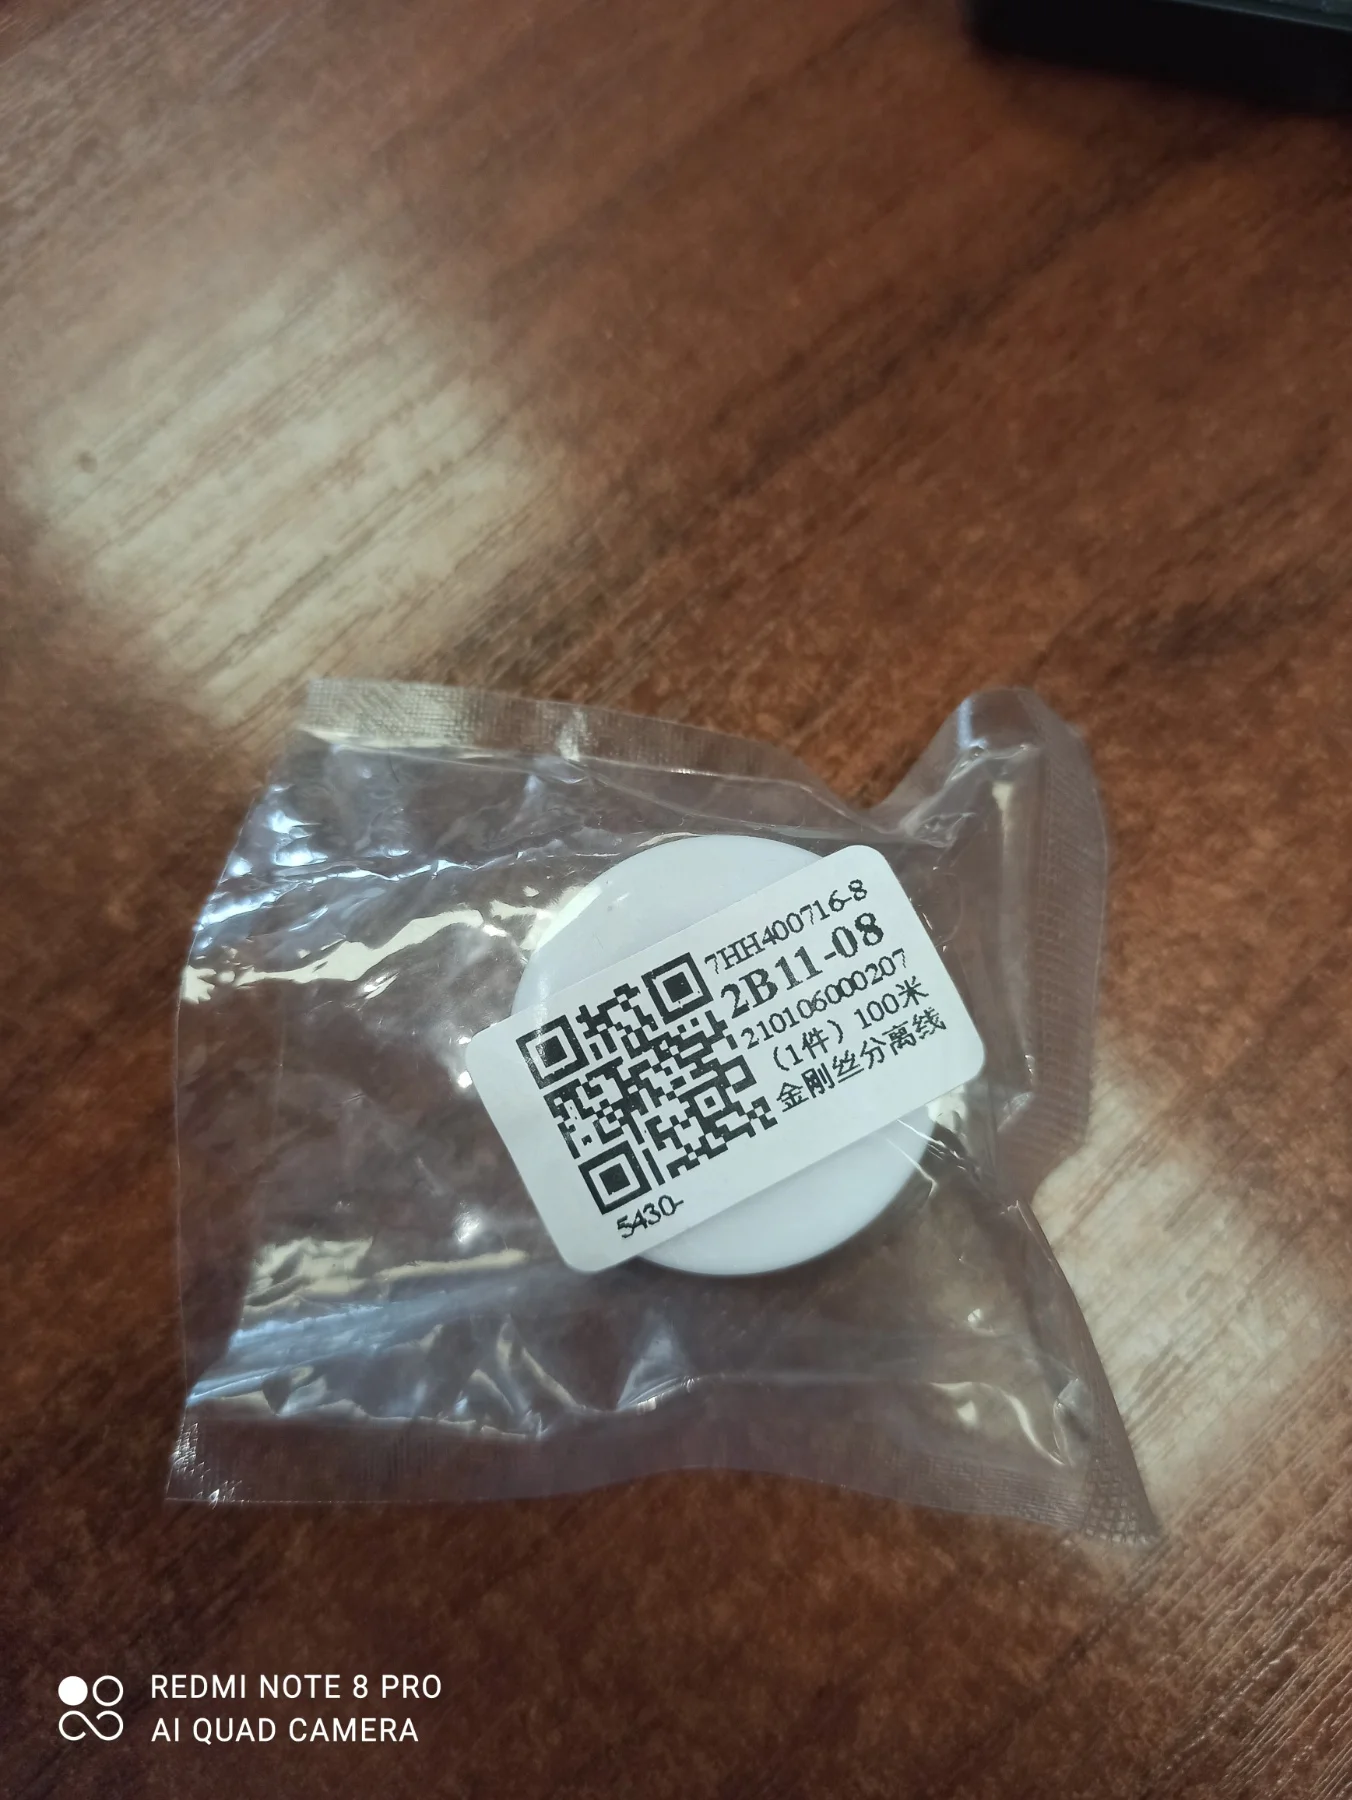 7HH400716-8
2B11-08
210106000207
(1件) 100米
金刚丝分离线
5430-
REDMI NOTE 8 PRO
AI QUAD CAMERA